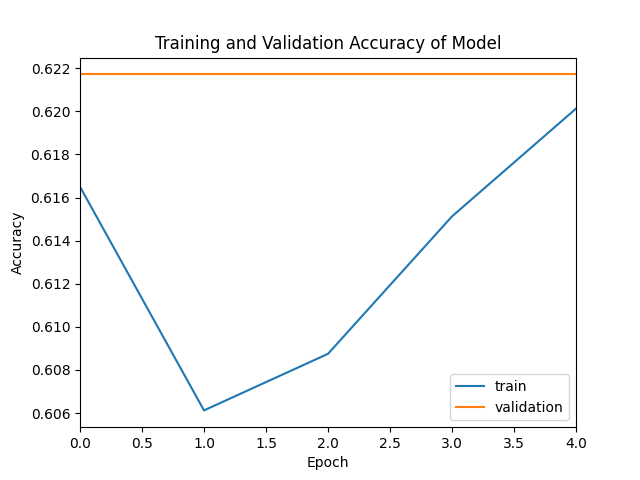 Training and Validation Accuracy of Model
0.622
0.620
0.618
0.616
0.614
0.612
0.610
0.608
0.606
Accuracy
train
validation
0.0 0.5 1.0 1.5 2.0 2.5 3.0 3.5 4.0
Epoch